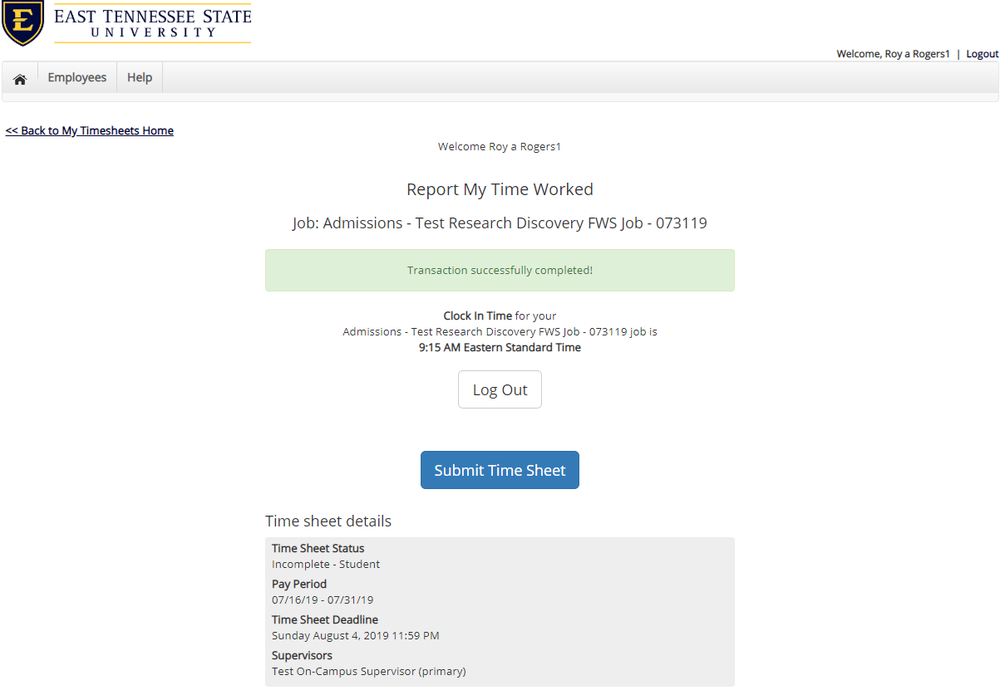 E
EAST TENNESSEE STATE
UNIVERSITY
Welcome, Roy a Rogers1 | Logout
Employees Help
<< Back to My Timesheets Home
Welcome Roy a Rogers1
Report My Time Worked
Job: Admissions - Test Research Discovery FWS Job - 073119
Transaction successfully completed!
Clock In Time for your
Admissions - Test Research Discovery FWS Job - 073119 job is
9:15 AM Eastern Standard Time
Log Out
Submit Time Sheet
Time sheet details
Time Sheet Status
Incomplete - Student
Pay Period
07/16/19 - 07/31/19
Time Sheet Deadline
Sunday August 4, 2019 11:59 PM
Supervisors
Test On-Campus Supervisor (primary)